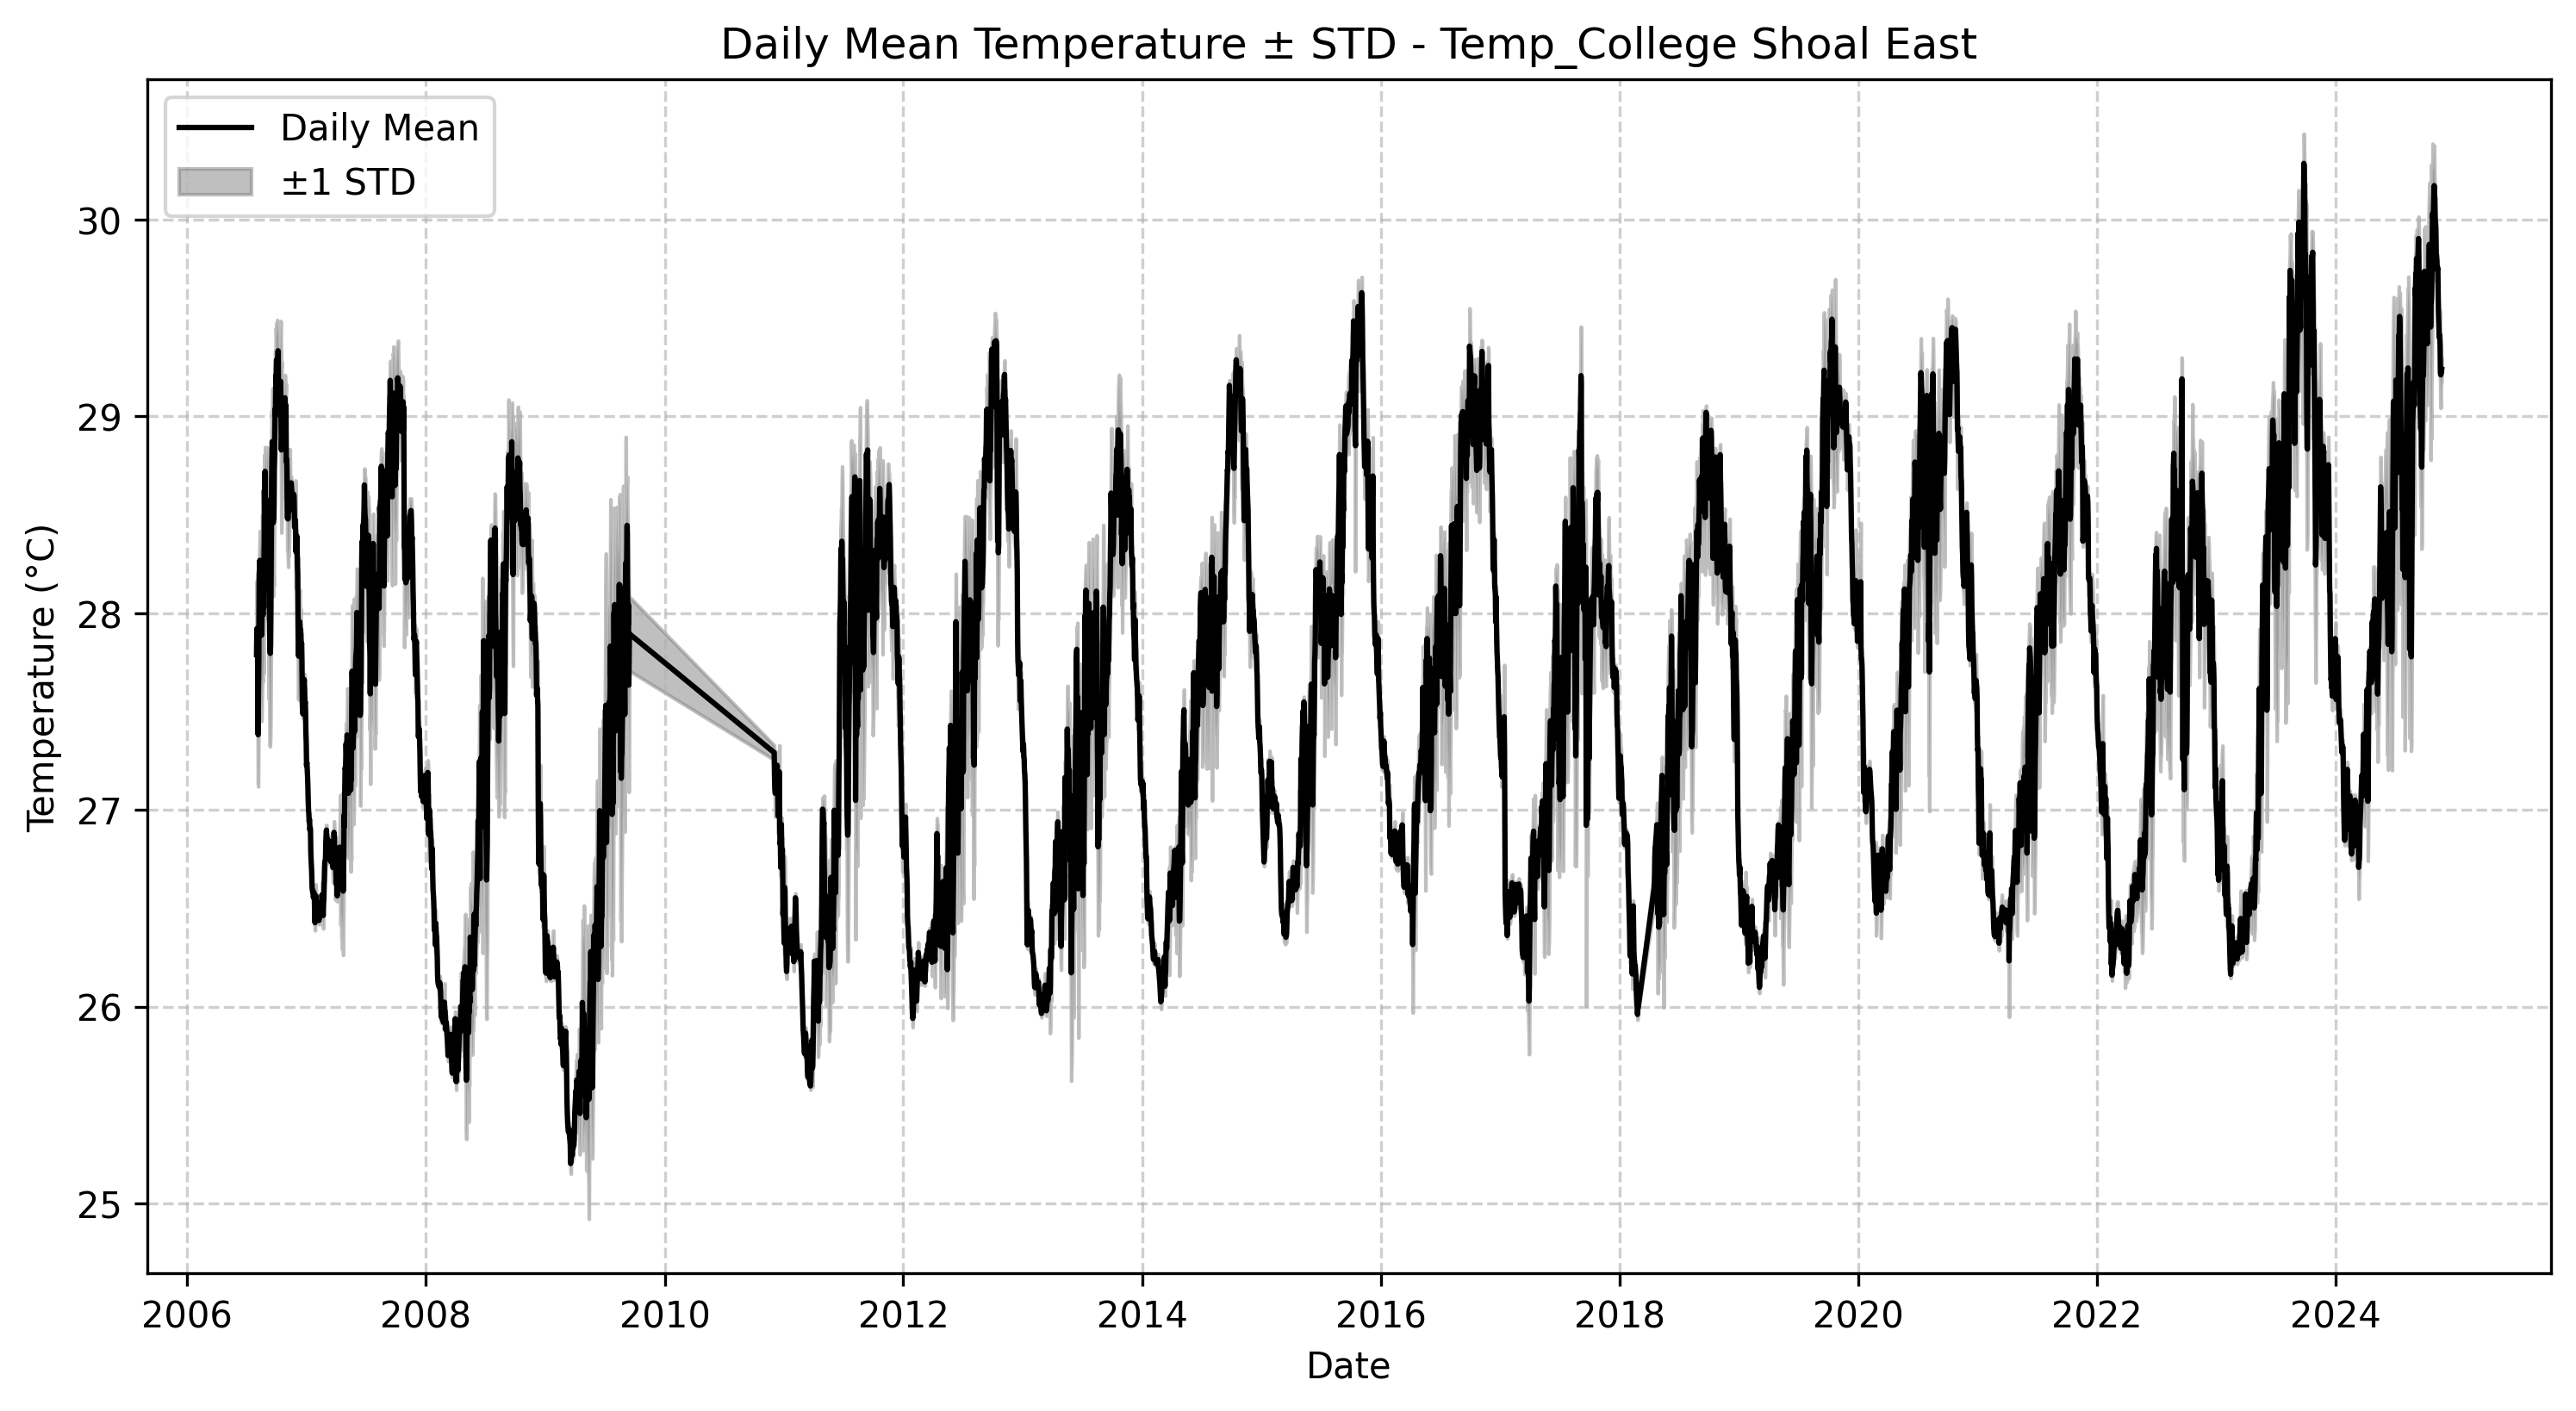 Daily Mean Temperature ± STD - Temp_College Shoal East
Daily Mean
±1 STD
Temperature (°C)
30
29
28
27
26
25
2006 2008 2010 2012 2014 2016 2018 2020 2022 2024
Date